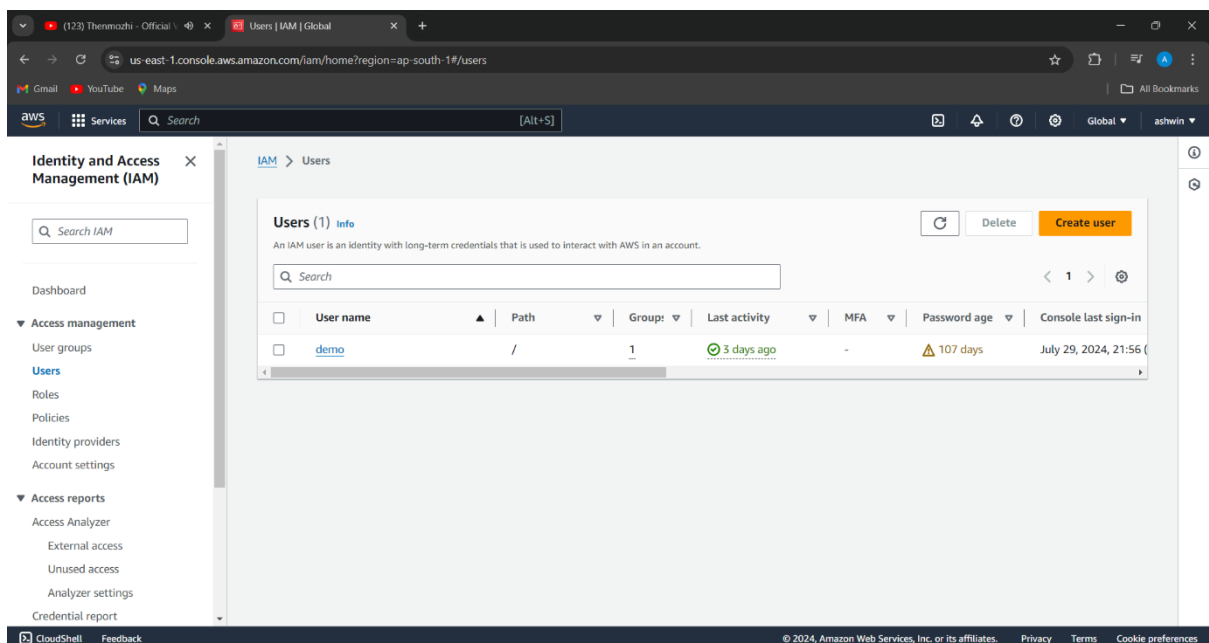 (123) Thenmozhi - Official \
Users | IAM | Global
us-east-1.console.aws.amazon.com/iam/home?region=ap-south-1#/users
Gmail YouTube Maps All Bookmarks
aws Services Search [Alt+S] Global ashwin
Identity and Access
Management (IAM)
Search IAM
Dashboard
Access management
User groups
Users
Roles
Policies
Identity providers
Account settings
Access reports
Access Analyzer
External access
Unused access
Analyzer settings
Credential report
IAM > Users
Users (1) Info
Delete Create user
An IAM user is an identity with long-term credentials that is used to interact with AWS in an account.
Search
1
User name Path Group: Last activity MFA Password age Console last sign-in
demo / 1 3 days ago - 107 days July 29, 2024, 21:56 (
CloudShell Feedback © 2024, Amazon Web Services, Inc. or its affiliates. Privacy Terms Cookie preferences